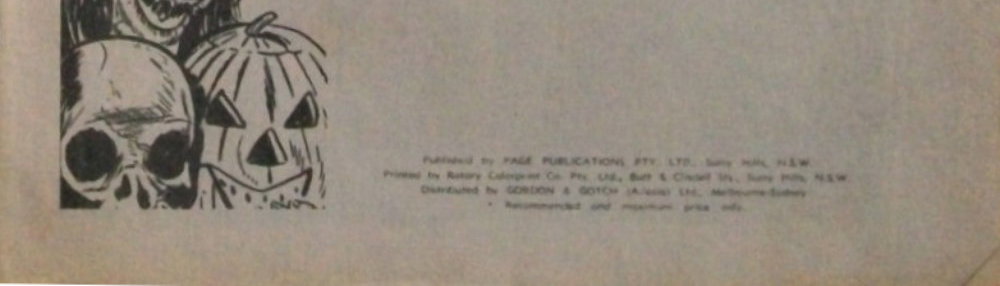 Published by PAGE PUBLICATIONS PTY. LTD., Surry Hills, N.S.W.
Printed by Rotary Colorprint Co. Pty. Ltd., Butt & Clisdell Sts., Surry Hills, N.S.W.
Distributed by GORDON & GOTCH (A/asia) Ltd., Melbourne-Sydney
* Recommended and maximum price only.